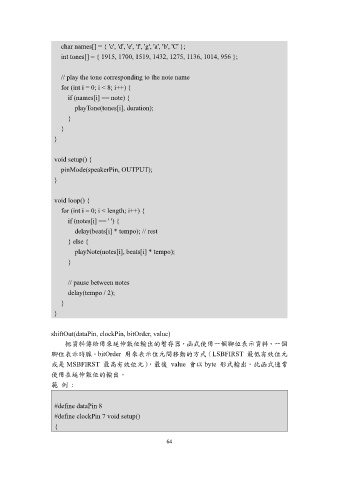 char names[] = { 'c', 'd', 'e', 'f', 'g', 'a', 'b', 'C' };
int tones[] = { 1915, 1700, 1519, 1432, 1275, 1136, 1014, 956 };
// play the tone corresponding to the note name
for (int i = 0; i < 8; i++) {
if (names[i] == note) {
playTone(tones[i], duration);
}
}
}
void setup() {
pinMode(speakerPin, OUTPUT);
}
void loop() {
for (int i = 0; i < length; i++) {
if (notes[i] == ' ') {
delay(beats[i] * tempo); // rest
} else {
playNote(notes[i], beats[i] * tempo);
}
// pause between notes
delay(tempo / 2);
}
}
shiftOut(dataPin, clockPin, bitOrder, value)
把資料傳給傳來延伸數位輸出的暫存器，函式使用一個腳位表示資料、一個
腳位表示時脈。bitOrder 用來表示位元間移動的方式（LSBFIRST 最低有效位元
或是 MSBFIRST 最高有效位元），最後 value 會以 byte 形式輸出。此函式通常
使用在延伸數位的輸出。
範 例 :
#define dataPin 8
#define clockPin 7 void setup()
{
64